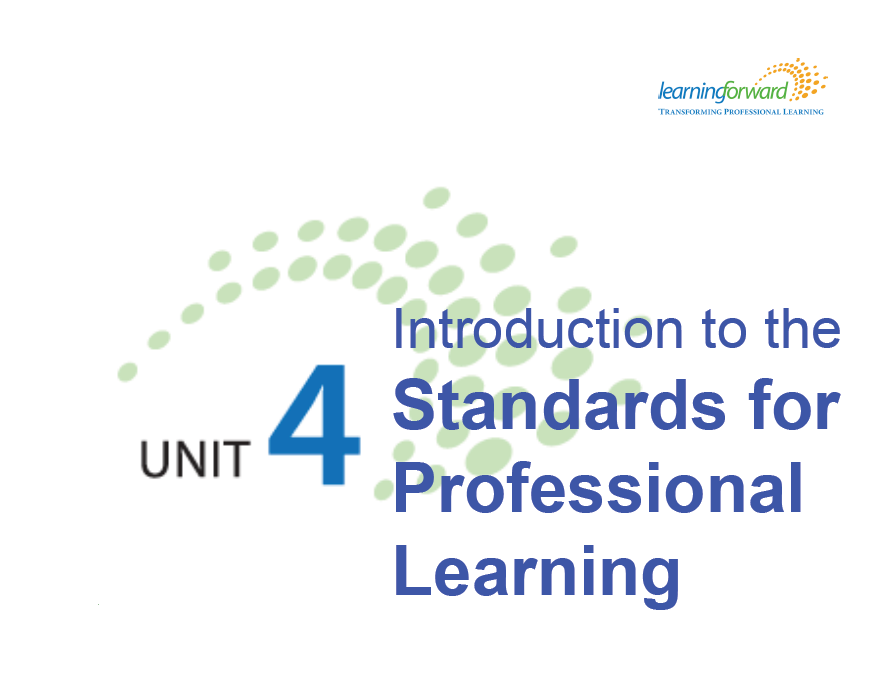 learningforward
TRANSFORMING PROFESSIONAL LEARNING
Introduction to the
Standards for
UNIT 4
Professional
Learning